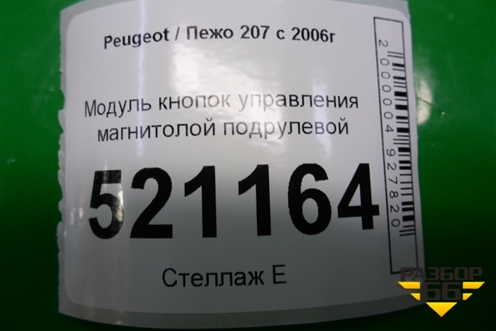 Peugeot / Пежо 207 с 2006г
Модуль кнопок управления
магнитолой подрулевой
521164
Стеллаж Е
2000004927820
РАЗБОР
66